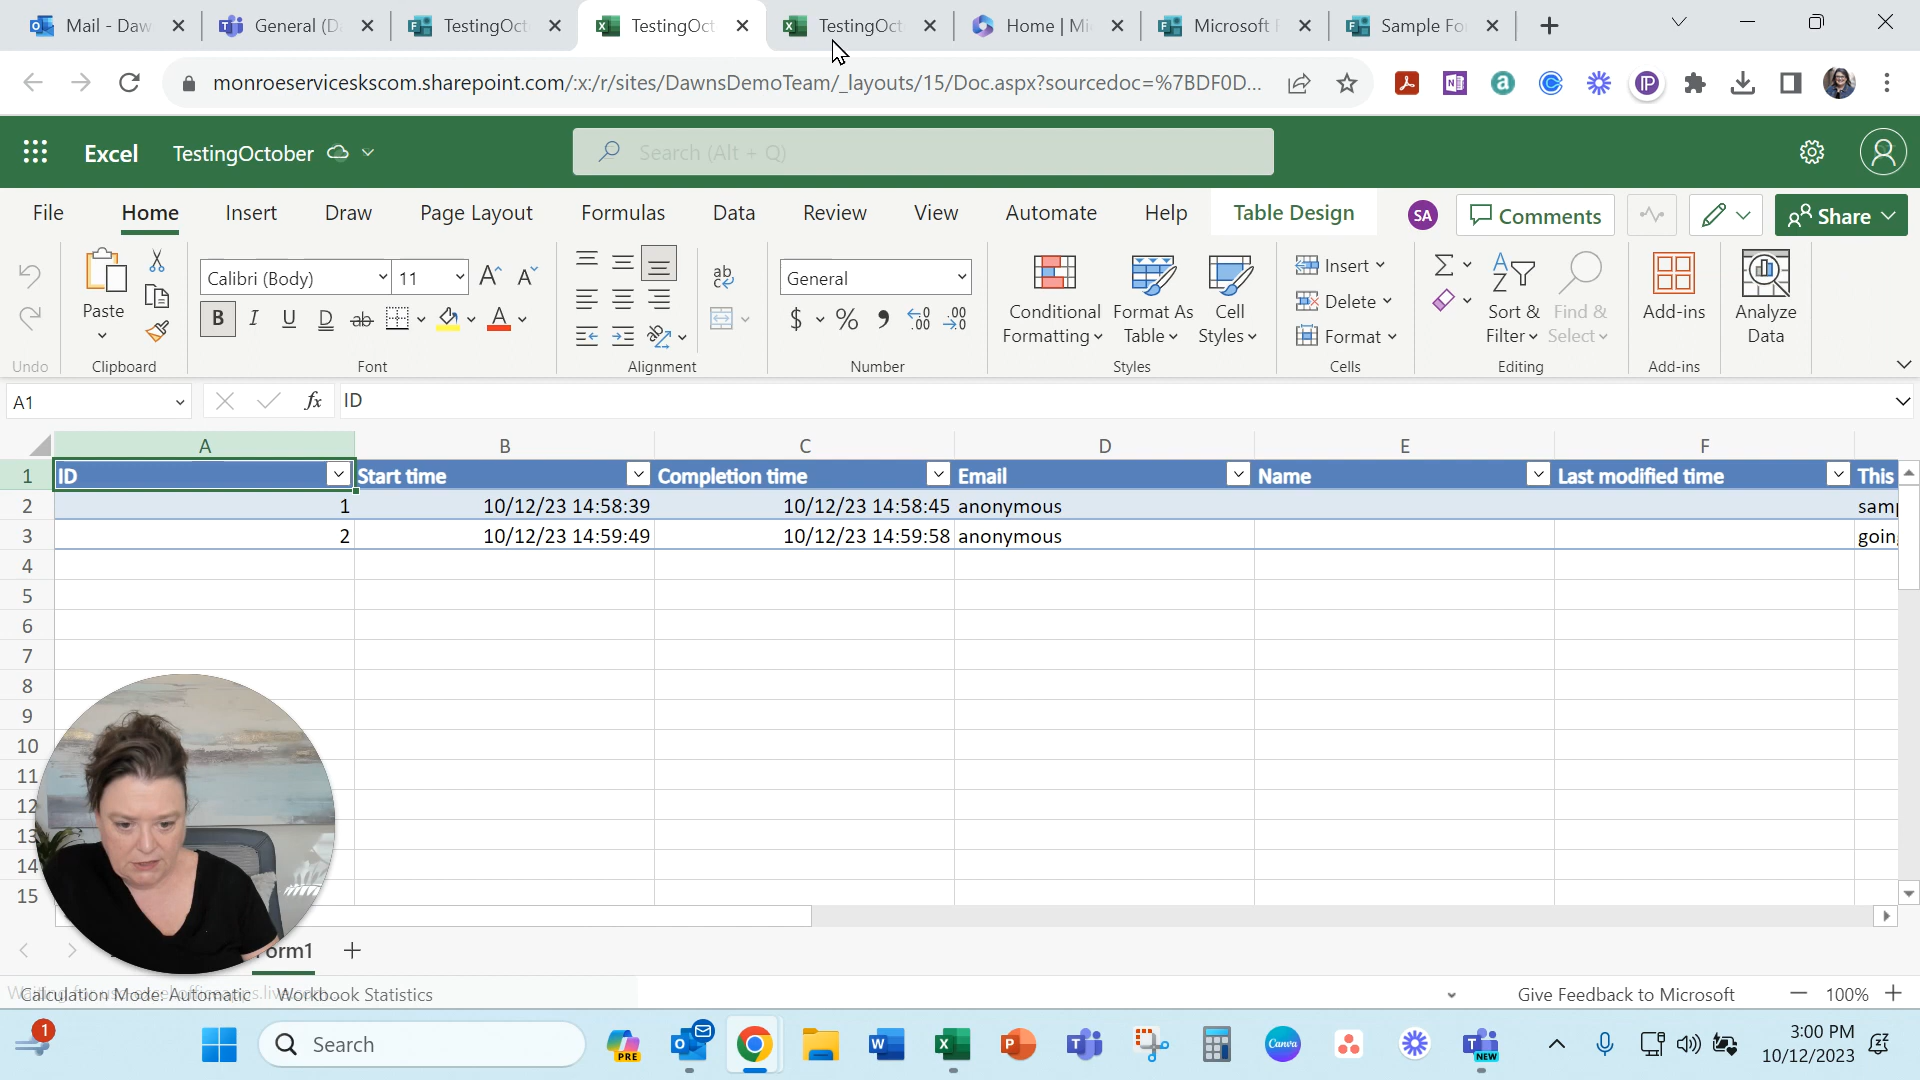 Mail - Daw
General (D
TestingOct
TestingOct
TestingOct
Home | Mi
Microsoft F
Sample Fo
monroeserviceskscom.sharepoint.com/:x:/r/sites/DawnsDemoTeam/_layouts/15/Doc.aspx?sourcedoc=%7BDF0D...
Excel TestingOctober
Search (Alt + Q)
File Home Insert Draw Page Layout Formulas Data Review View Automate Help Table Design
SA Comments Share
Calibri (Body) 11
General
Paste
Conditional Formatting
Format As Table
Cell Styles
Insert
Delete
Format
Sort & Filter
Find & Select
Add-ins
Analyze Data
Undo Clipboard Font Alignment Number Styles Cells Editing Add-ins
A1 fx ID
A B C D E F
1 ID Start time Completion time Email Name Last modified time This
2 1 10/12/23 14:58:39 10/12/23 14:58:45 anonymous samp
3 2 10/12/23 14:59:49 10/12/23 14:59:58 anonymous goin
4
5
6
7
8
9
10
11
12
13
14
15
orm1
Calculation Mode: Automatic Workbook Statistics Give Feedback to Microsoft 100%
1 Search PRE NEW 3:00 PM
10/12/2023